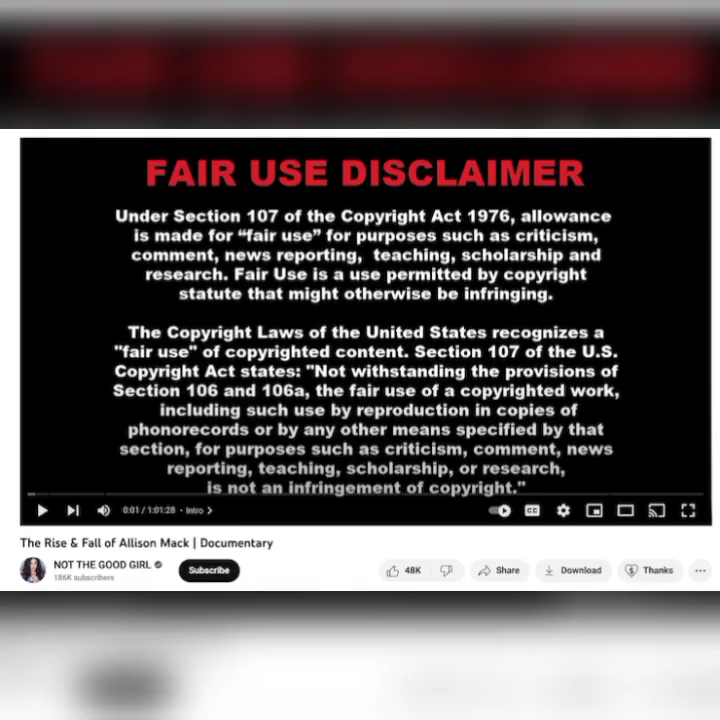 FAIR USE DISCLAIMER
Under Section 107 of the Copyright Act 1976, allowance
is made for “fair use” for purposes such as criticism,
comment, news reporting, teaching, scholarship and
research. Fair Use is a use permitted by copyright
statute that might otherwise be infringing.
The Copyright Laws of the United States recognizes a
"fair use" of copyrighted content. Section 107 of the U.S.
Copyright Act states: "Not withstanding the provisions of
Section 106 and 106a, the fair use of a copyrighted work,
including such use by reproduction in copies of
phonorecords or by any other means specified by that
section, for purposes such as criticism, comment, news
reporting, teaching, scholarship, or research,
is not an infringement of copyright."
0:01 / 1:01:28 • Intro >
CC
The Rise & Fall of Allison Mack | Documentary
NOT THE GOOD GIRL
186K subscribers
Subscribe
48K
Share
Download
Thanks